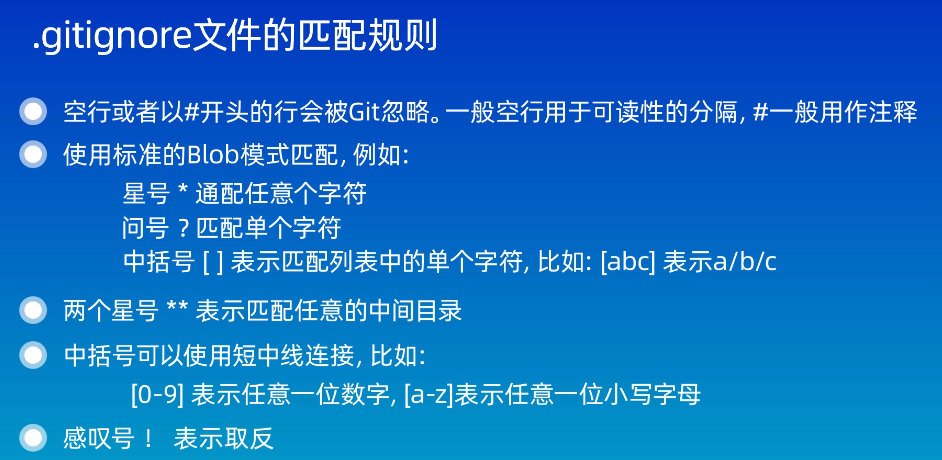 .gitignore文件的匹配规则
空行或者以#开头的行会被Git忽略。一般空行用于可读性的分隔, #一般用作注释
使用标准的Blob模式匹配, 例如:
星号 * 通配任意个字符
问号 ? 匹配单个字符
中括号 [ ] 表示匹配列表中的单个字符, 比如: [abc] 表示a/b/c
两个星号 ** 表示匹配任意的中间目录
中括号可以使用短中线连接, 比如:
[0-9] 表示任意一位数字, [a-z]表示任意一位小写字母
感叹号 ! 表示取反